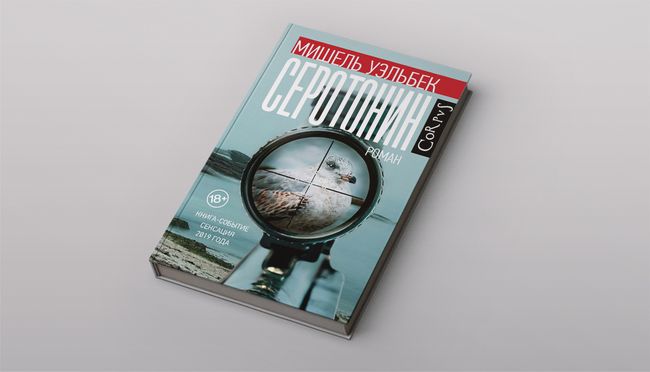 МИШЕЛЬ УЭЛЬБЕК
СЕРОТОНИН
РОМАН
CORPVS
18+
КНИГА-СОБЫТИЕ
СЕНСАЦИЯ
2019 ГОДА